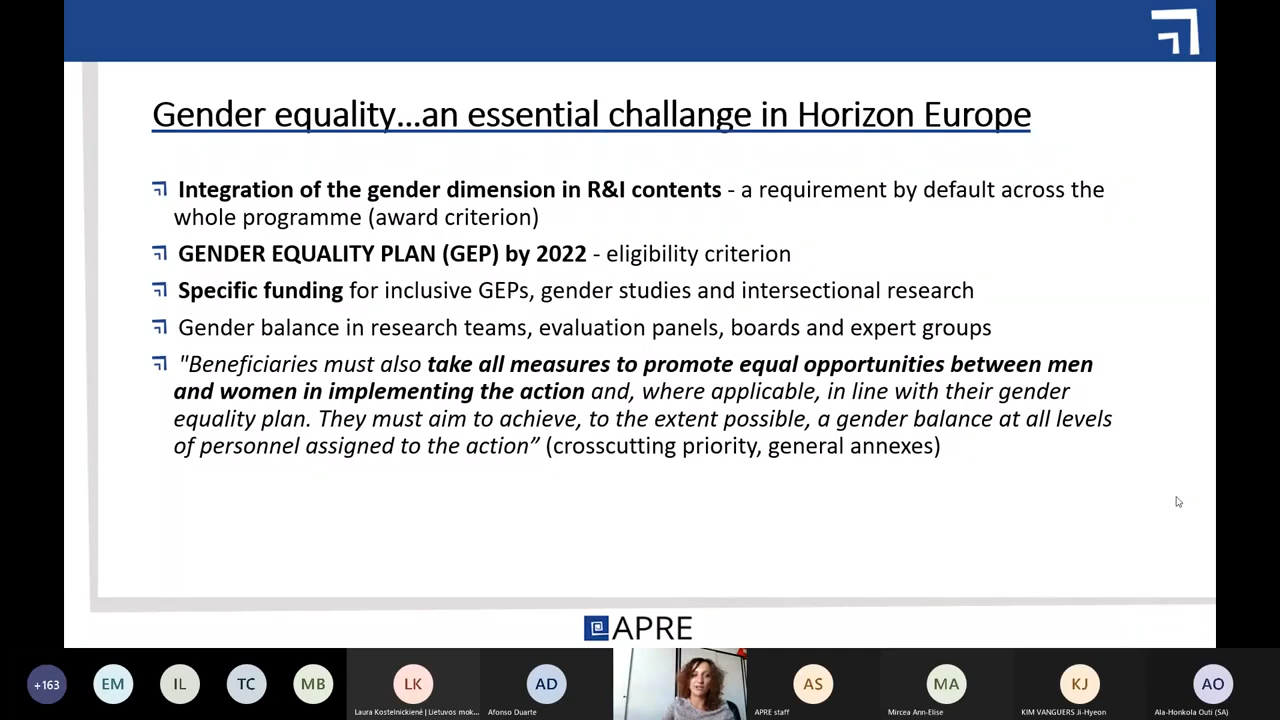 Gender equality...an essential challange in Horizon Europe
Integration of the gender dimension in R&I contents - a requirement by default across the
whole programme (award criterion)
GENDER EQUALITY PLAN (GEP) by 2022 - eligibility criterion
Specific funding for inclusive GEPs, gender studies and intersectional research
Gender balance in research teams, evaluation panels, boards and expert groups
"Beneficiaries must also take all measures to promote equal opportunities between men
and women in implementing the action and, where applicable, in line with their gender
equality plan. They must aim to achieve, to the extent possible, a gender balance at all levels
of personnel assigned to the action” (crosscutting priority, general annexes)
APRE
+163 EM IL TC MB LK AD AS MA KJ AO
Laura Kostelnickienė | Lietuvos mok... Afonso Duarte APRE staff Mircea Ann-Elise KIM VANGUERS Ji-Hyeon Ala-Honkola Outi (SA)